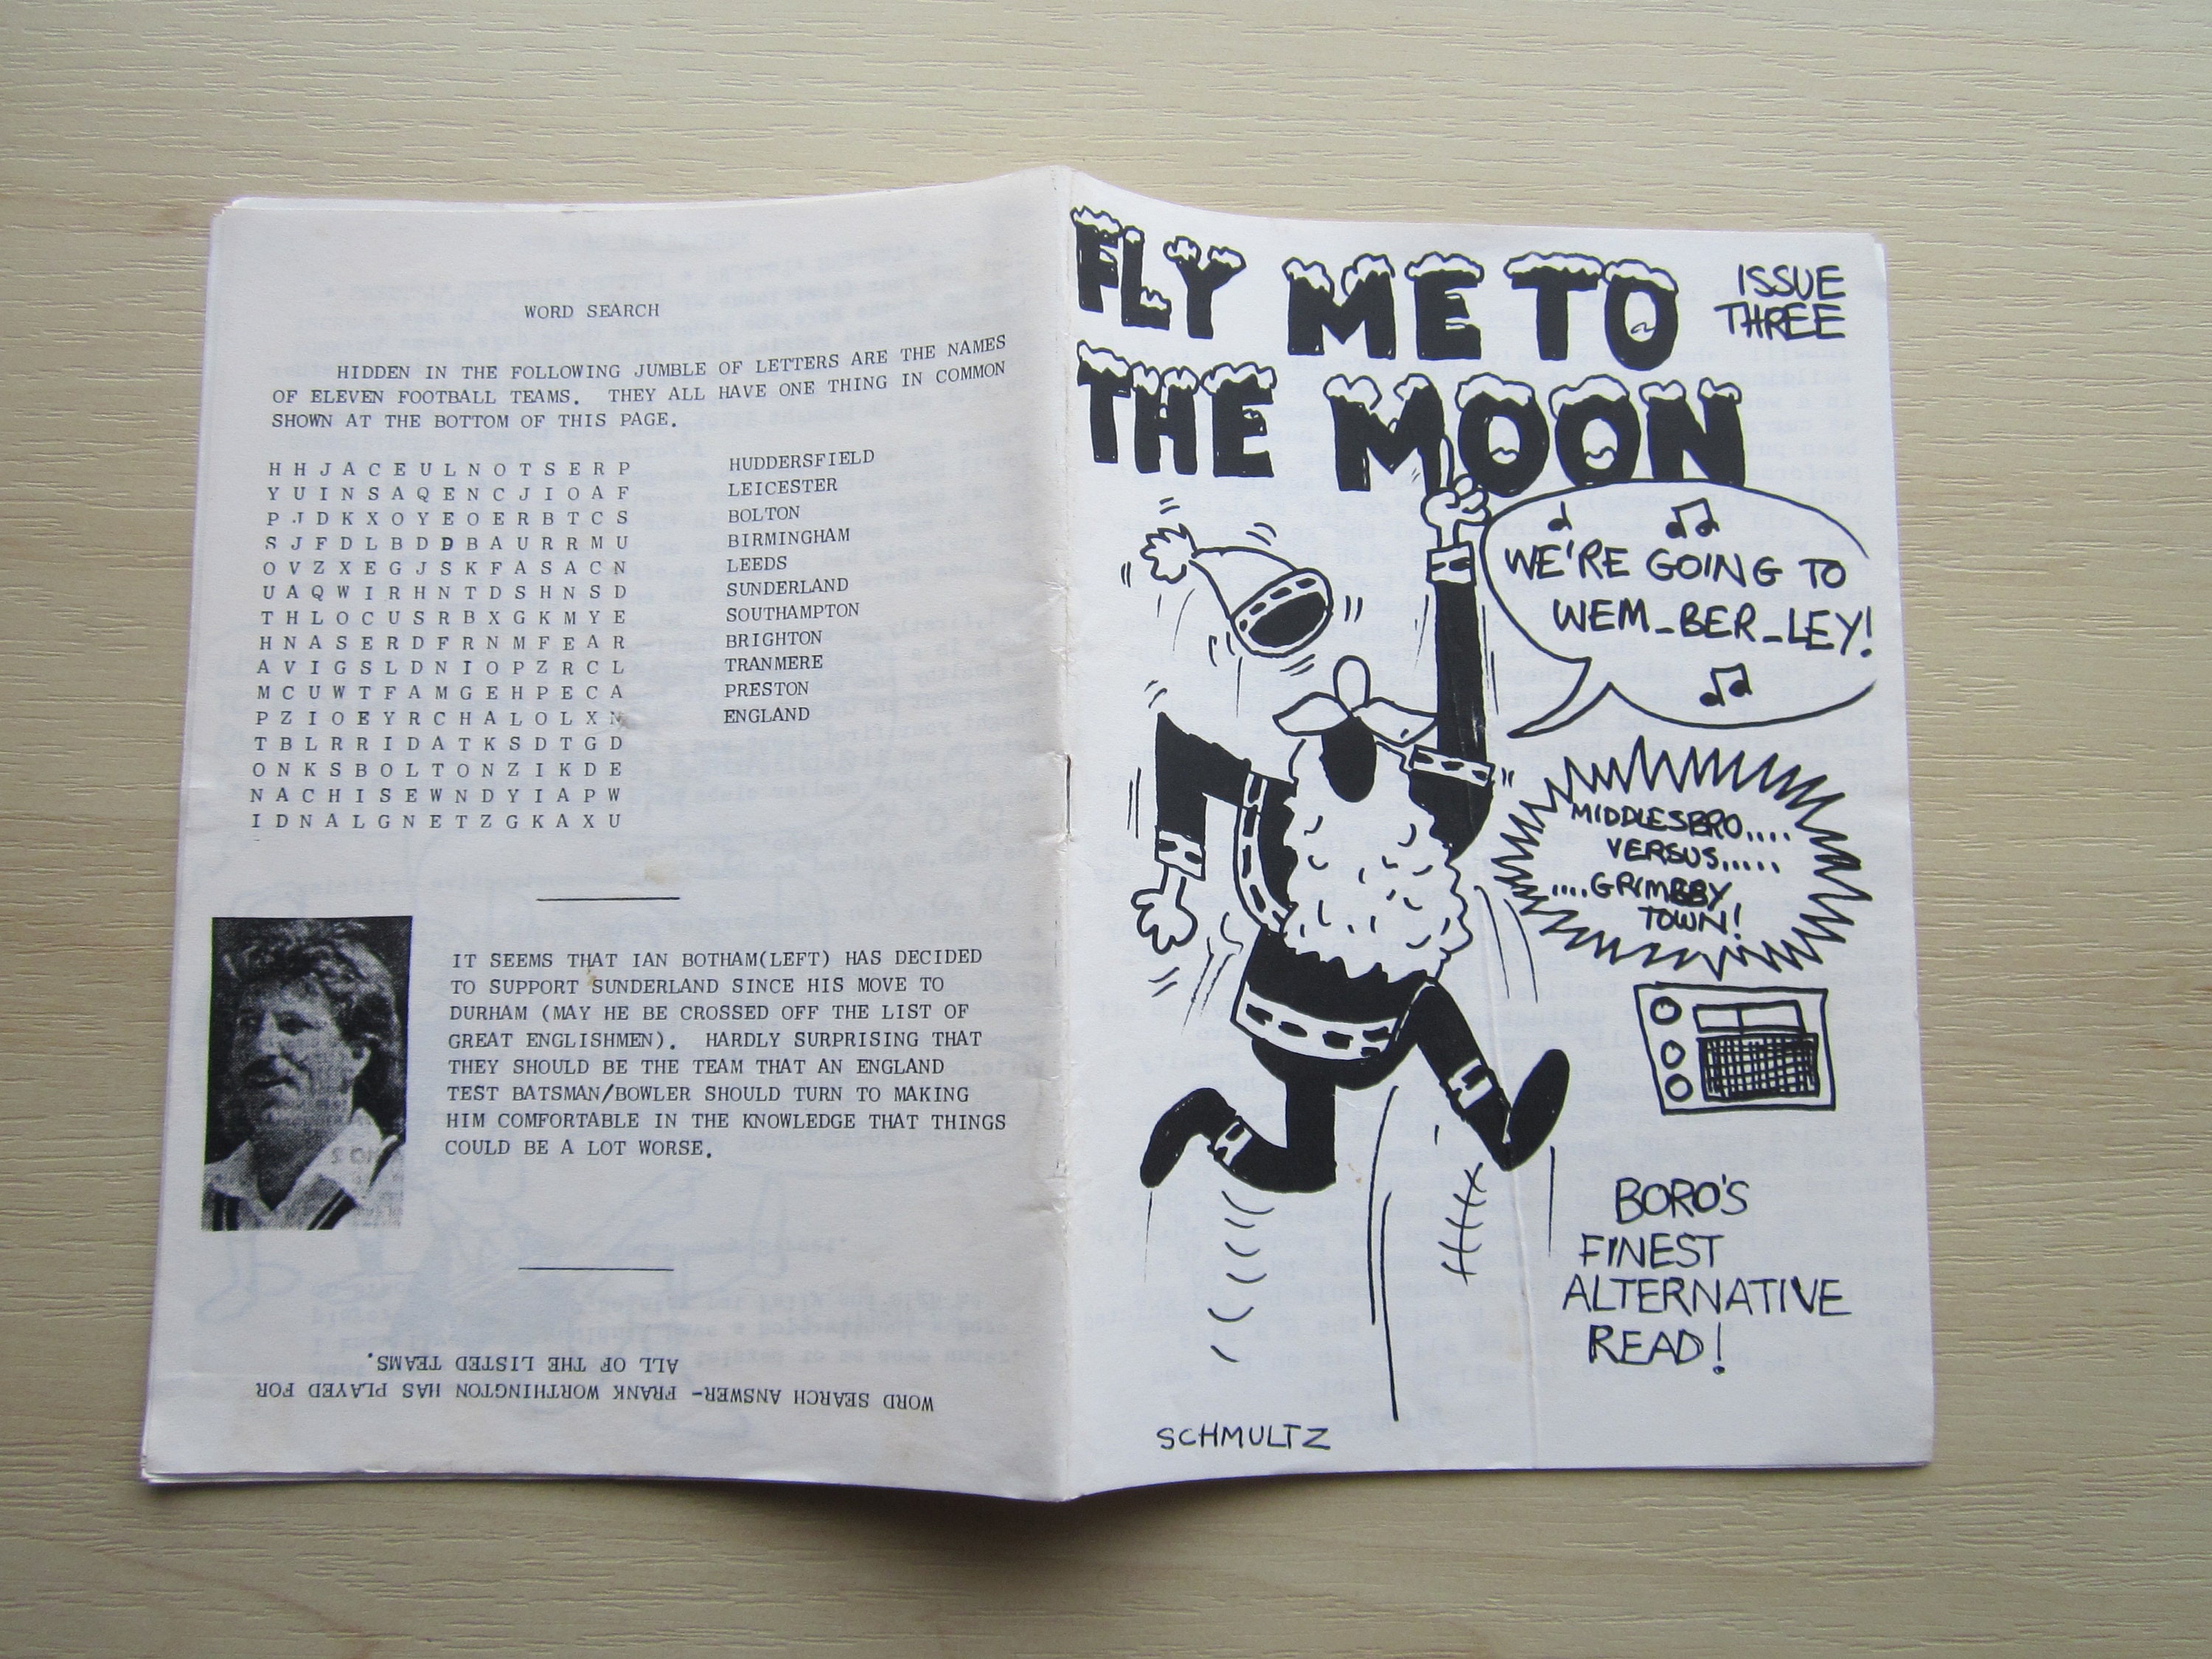 WORD SEARCH
HIDDEN IN THE FOLLOWING JUMBLE OF LETTERS ARE THE NAMES
OF ELEVEN FOOTBALL TEAMS. THEY ALL HAVE ONE THING IN COMMON
SHOWN AT THE BOTTOM OF THIS PAGE.
H H J A C E U L N O T S E R P
Y U I N S A Q E N C J I O A F
P J D K X O Y E O E R B T C S
S J F D L B D D B A U R R M U
O V Z X E G J S K F A S A C N
U A Q W I R H N T D S H N S D
T H L O C U S R B X G K M Y E
H N A S E R D F R N M F E A R
A V I G S L D N I O P Z R C L
M C U W T F A M G E H P E C A
P Z I O E Y R C H A L O L X N
T B L R R I D A T K S D T G D
O N K S B O L T O N Z I K D E
N A C H I S E W N D Y I A P W
I D N A L G N E T Z G K A X U
HUDDERSFIELD
LEICESTER
BOLTON
BIRMINGHAM
LEEDS
SUNDERLAND
SOUTHAMPTON
BRIGHTON
TRANMERE
PRESTON
ENGLAND
IT SEEMS THAT IAN BOTHAM(LEFT) HAS DECIDED
TO SUPPORT SUNDERLAND SINCE HIS MOVE TO
DURHAM (MAY HE BE CROSSED OFF THE LIST OF
GREAT ENGLISHMEN). HARDLY SURPRISING THAT
THEY SHOULD BE THE TEAM THAT AN ENGLAND
TEST BATSMAN/BOWLER SHOULD TURN TO MAKING
HIM COMFORTABLE IN THE KNOWLEDGE THAT THINGS
COULD BE A LOT WORSE.
WORD SEARCH ANSWER- FRANK WORTHINGTON HAS PLAYED FOR
ALL OF THE LISTED TEAMS.
FLY ME TO
THE MOON
ISSUE
THREE
WE'RE GOING TO
WEM_BER_LEY!
MIDDLESBRO....
VERSUS.....
....GRIMBBY
TOWN!
BORO'S
FINEST
ALTERNATIVE
READ!
SCHMULTZ